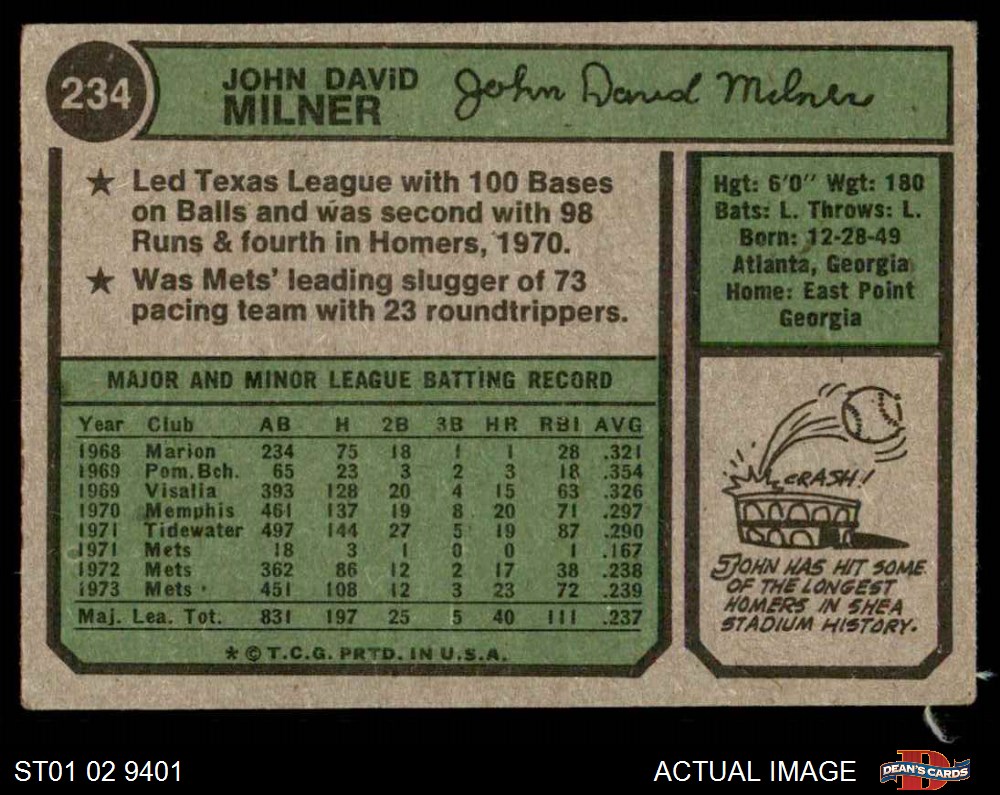 234
JOHN DAVID
MILNER
John David Milner
★ Led Texas League with 100 Bases
on Balls and was second with 98
Runs & fourth in Homers, 1970.
★ Was Mets' leading slugger of 73
pacing team with 23 roundtrippers.
Hgt: 6'0" Wgt: 180
Bats: L. Throws: L.
Born: 12-28-49
Atlanta, Georgia
Home: East Point
Georgia
MAJOR AND MINOR LEAGUE BATTING RECORD
Year Club AB H 2B 3B HR RBI AVG
1968 Marion 234 75 18 1 1 28 .321
1969 Pom. Bch. 65 23 3 2 3 18 .354
1969 Visalia 393 128 20 4 15 63 .326
1970 Memphis 461 137 19 8 20 71 .297
1971 Tidewater 497 144 27 5 19 87 .290
1971 Mets 18 3 1 0 0 1 .167
1972 Mets 362 86 12 2 17 38 .238
1973 Mets 451 108 12 3 23 72 .239
Maj. Lea. Tot. 831 197 25 5 40 111 .237
* © T.C.G. PRTD. IN U.S.A.
CRASH!
JOHN HAS HIT SOME
OF THE LONGEST
HOMERS IN SHEA
STADIUM HISTORY.
ST01 02 9401
ACTUAL IMAGE
D
DEAN'S CARDS